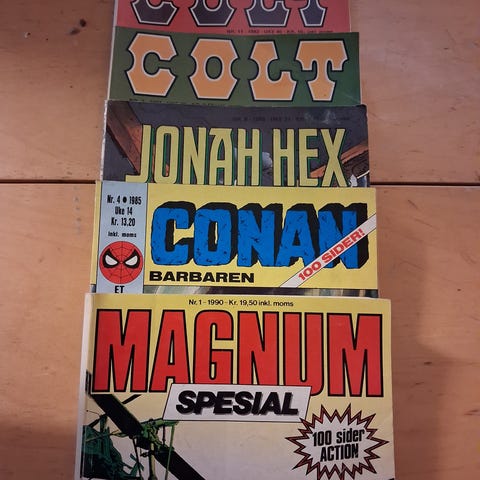 COLT
COLT
JONAH HEX
Nr. 4 • 1985
Uke 14
Kr. 13,20
inkl. moms
CONAN
BARBAREN
100 SIDER!
ET
Nr. 1 - 1990 - Kr. 19,50 inkl. moms
MAGNUM
SPESIAL
100 sider
ACTION